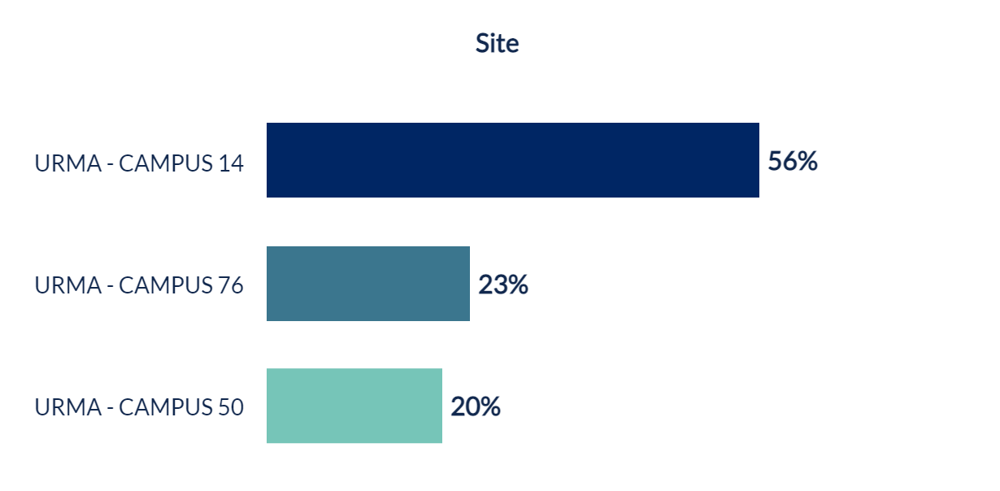 Site
URMA - CAMPUS 14 56%
URMA - CAMPUS 76 23%
URMA - CAMPUS 50 20%